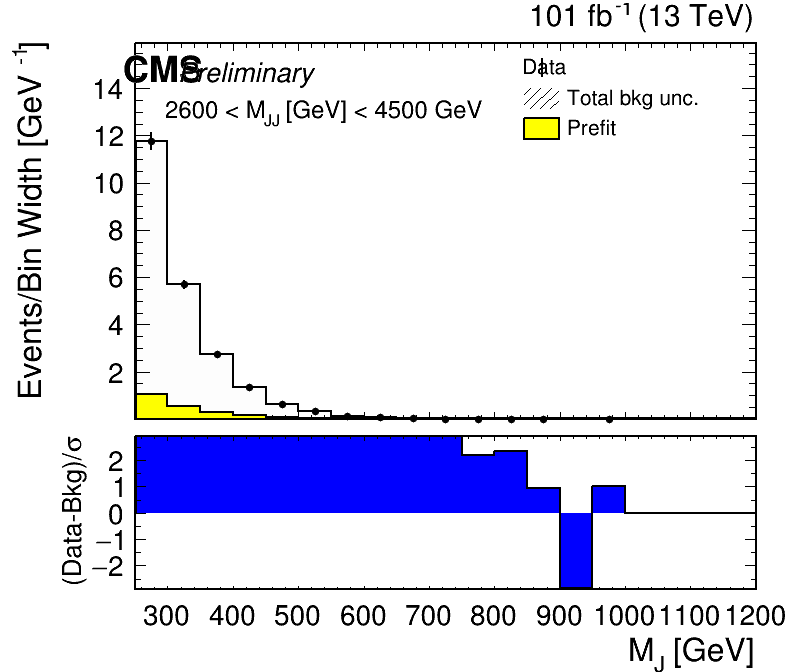 101 fb-1 (13 TeV)
CMS Preliminary
2600 < MJJ [GeV] < 4500 GeV
Data
Total bkg unc.
Prefit
Events/Bin Width [GeV-1]
14
12
10
8
6
4
2
(Data-Bkg)/σ
2
1
0
−1
−2
300 400 500 600 700 800 900 1000 1100 1200
MJ [GeV]